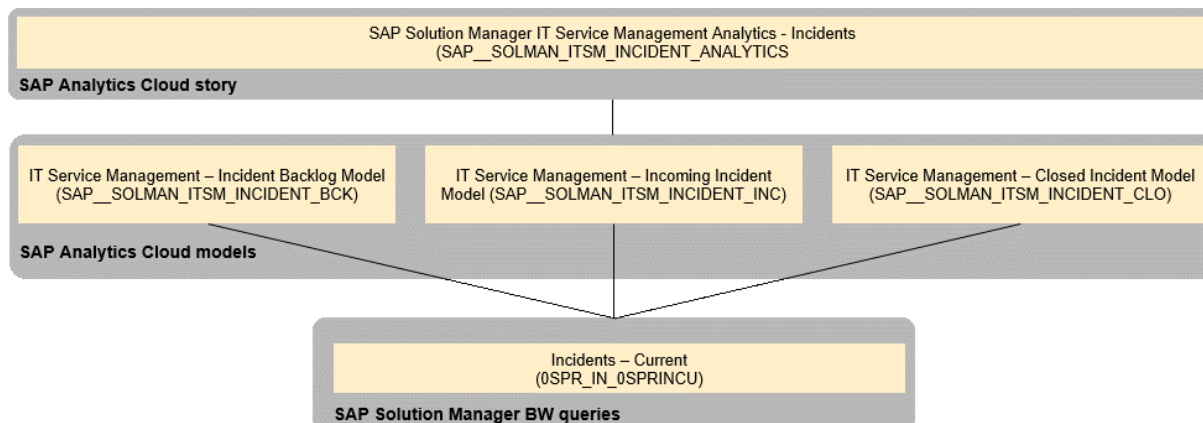 SAP Solution Manager IT Service Management Analytics - Incidents
(SAP__SOLMAN_ITSM_INCIDENT_ANALYTICS
SAP Analytics Cloud story
IT Service Management – Incident Backlog Model
(SAP__SOLMAN_ITSM_INCIDENT_BCK)
IT Service Management – Incoming Incident
Model (SAP__SOLMAN_ITSM_INCIDENT_INC)
IT Service Management – Closed Incident Model
(SAP__SOLMAN_ITSM_INCIDENT_CLO)
SAP Analytics Cloud models
Incidents – Current
(0SPR_IN_0SPRINCU)
SAP Solution Manager BW queries